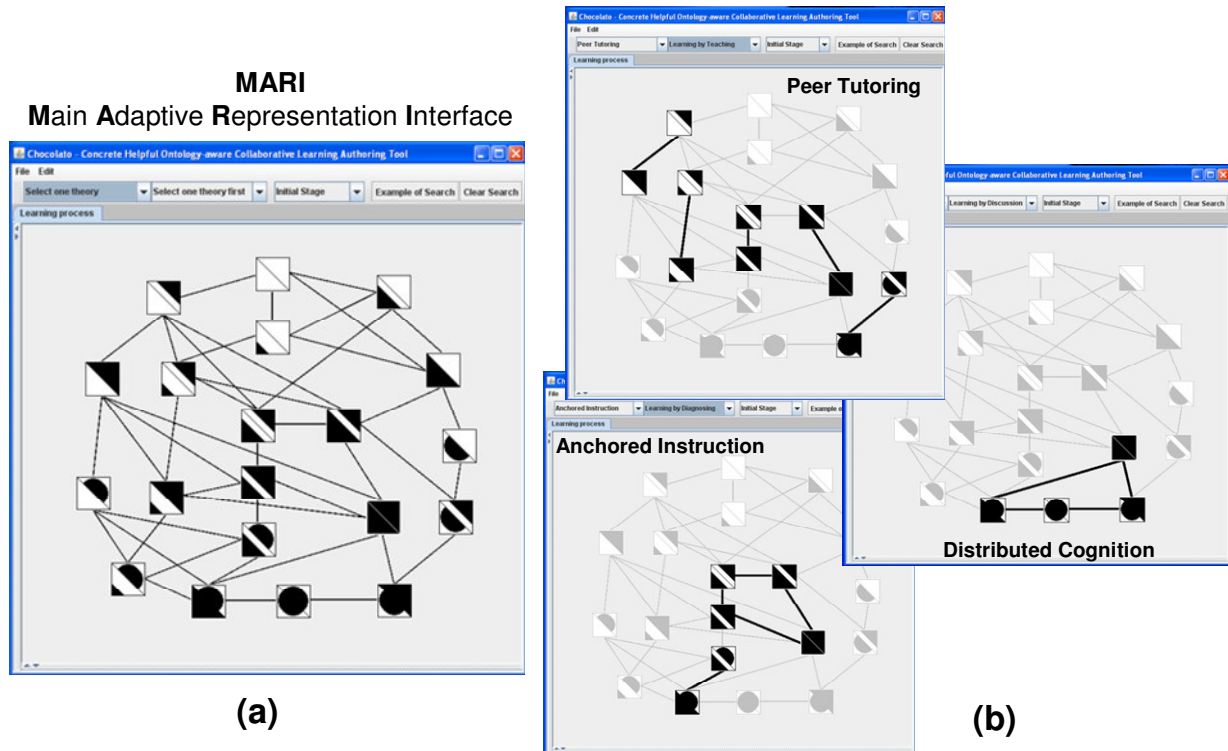 MARI
Main Adaptive Representation Interface
Chocolato - Concrete Helpful Ontology-aware Collaborative Learning Authoring Tool
File Edit
Select one theory Select one theory first Initial Stage Example of Search Clear Search
Learning process
(a)
Chocolato - Concrete Helpful Ontology-aware Collaborative Learning Authoring Tool
File Edit
Peer Tutoring Learning by Teaching Initial Stage Example of Search Clear Search
Learning process
Peer Tutoring
Ontology-aware Collaborative Learning Authoring Tool
Learning by Discussion Initial Stage Example of Search Clear Search
Distributed Cognition
Ch
File
Anchored Instruction Learning by Diagnosing Initial Stage Example
Learning process
Anchored Instruction
(b)